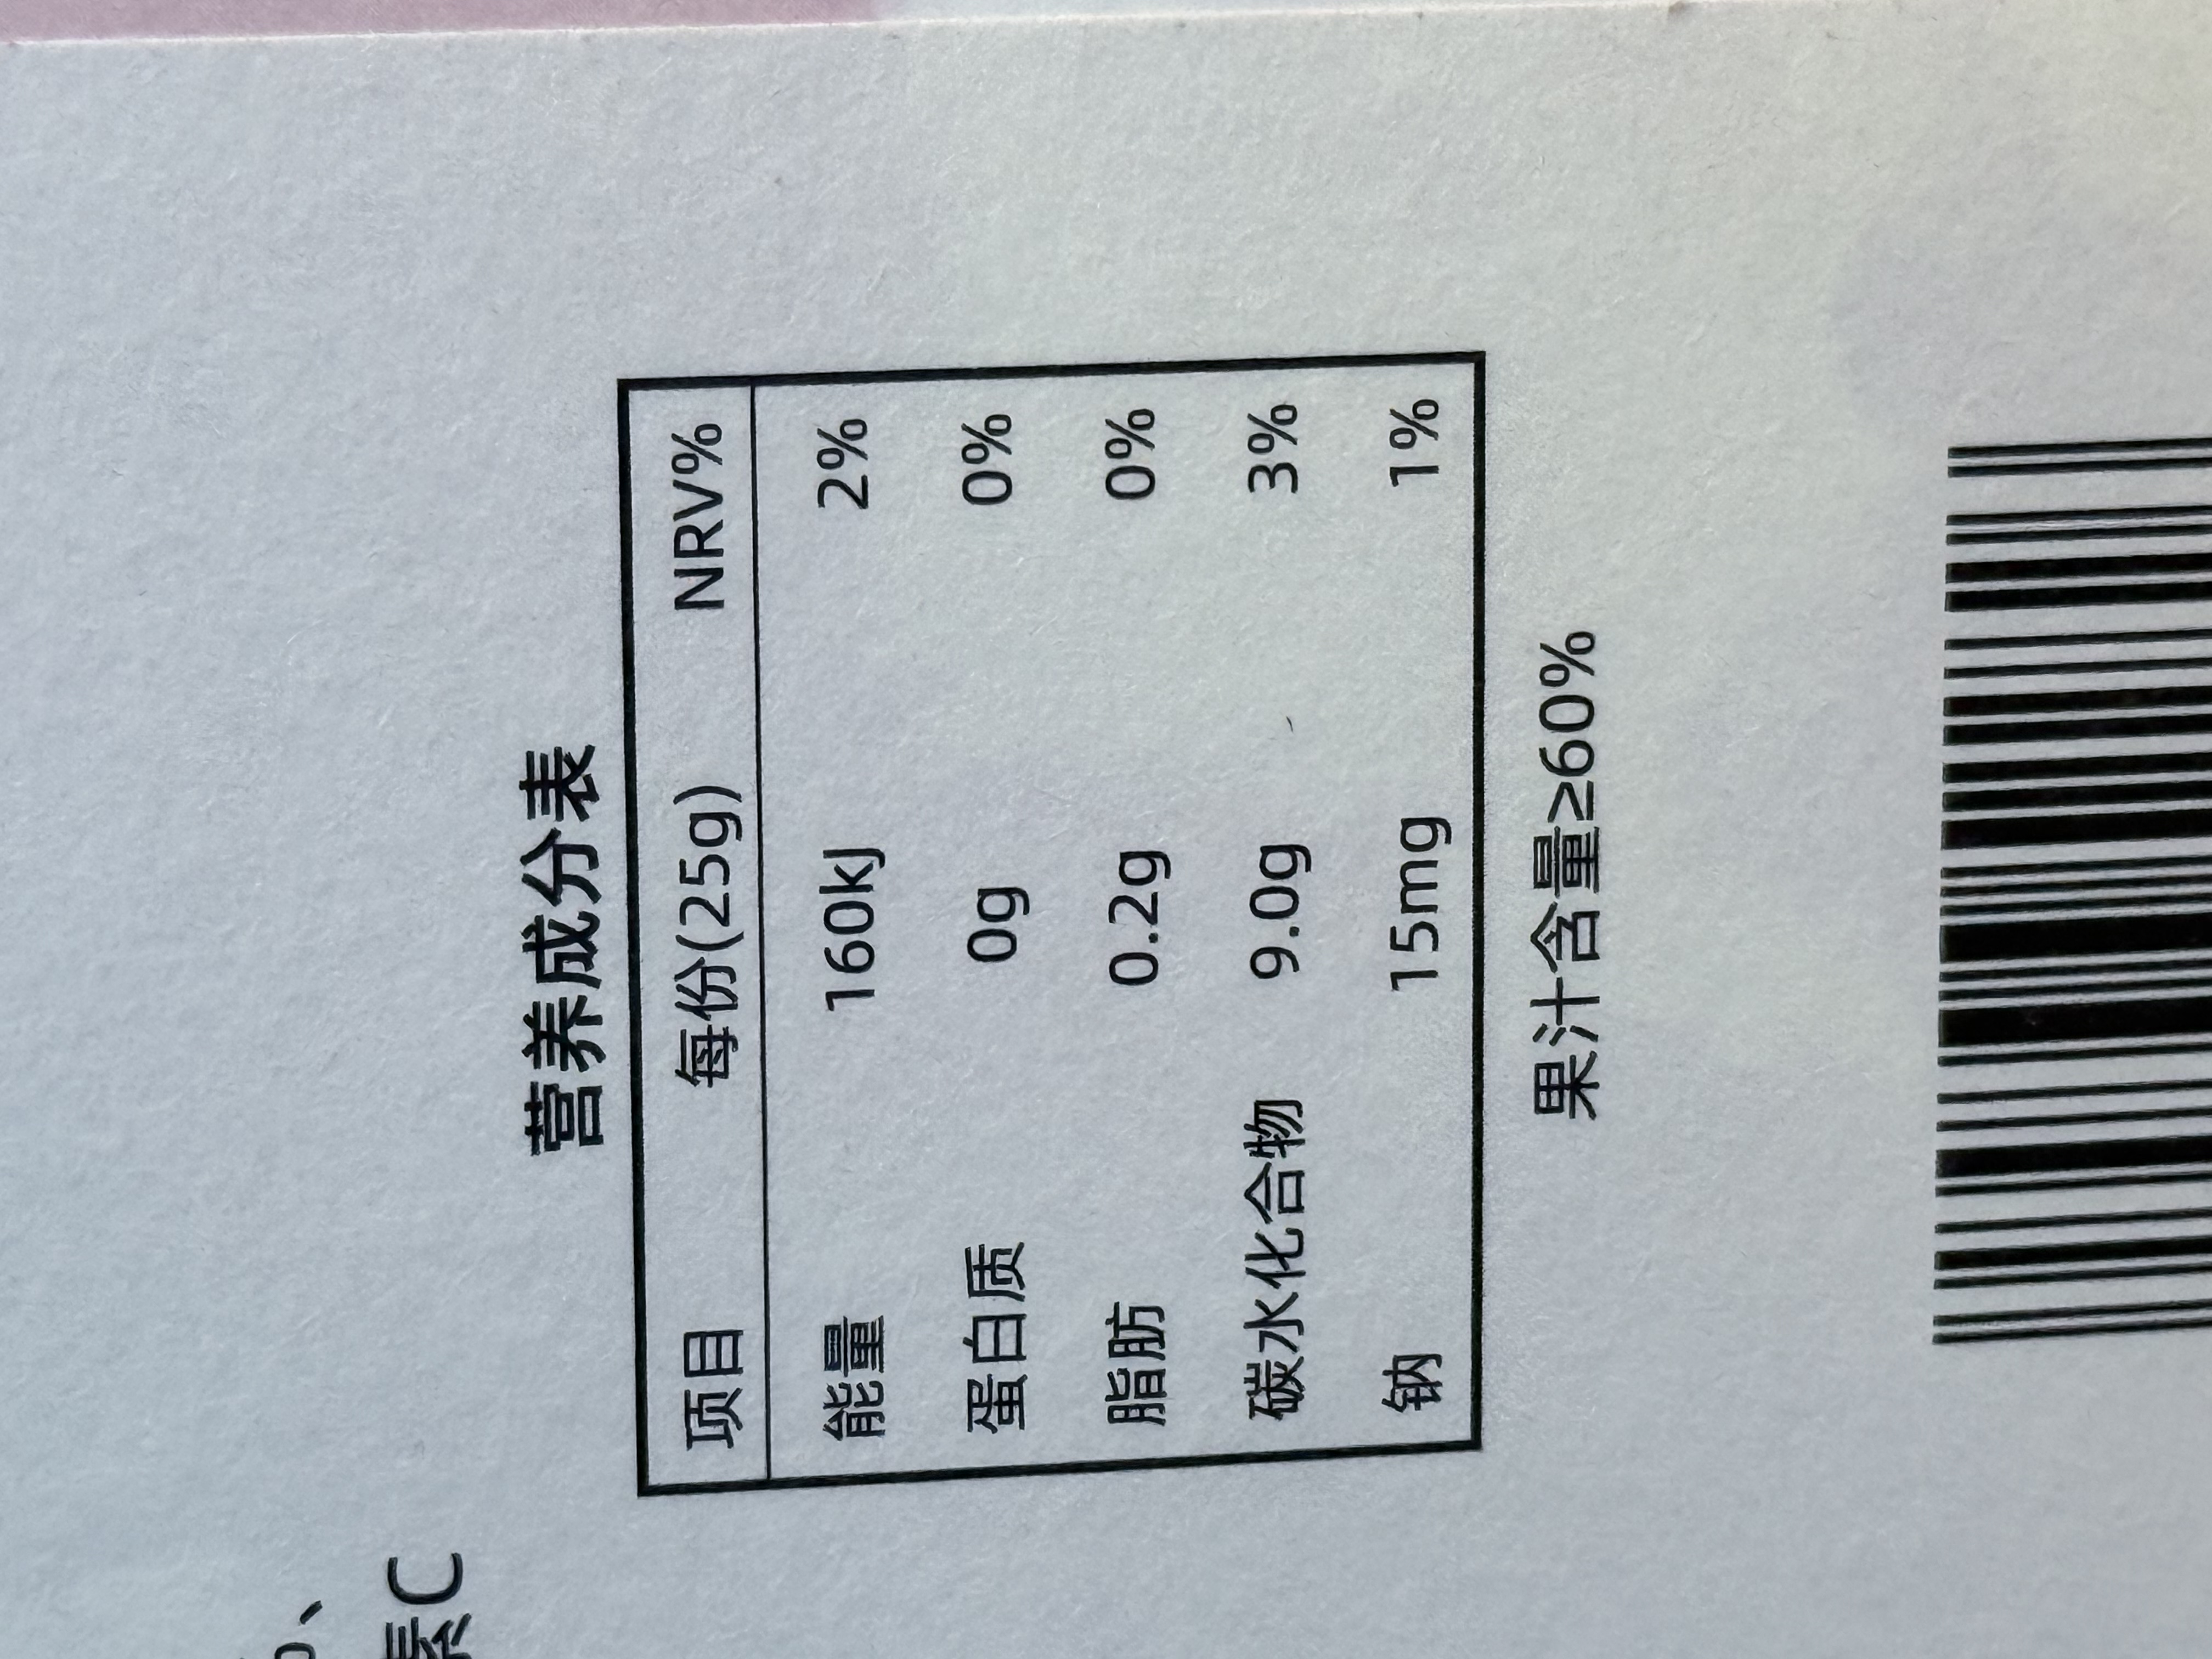 、
素C
营养成分表
项目 每份(25g) NRV%
能量 160kJ 2%
蛋白质 0g 0%
脂肪 0.2g 0%
碳水化合物 9.0g 3%
钠 15mg 1%
果汁含量≥60%